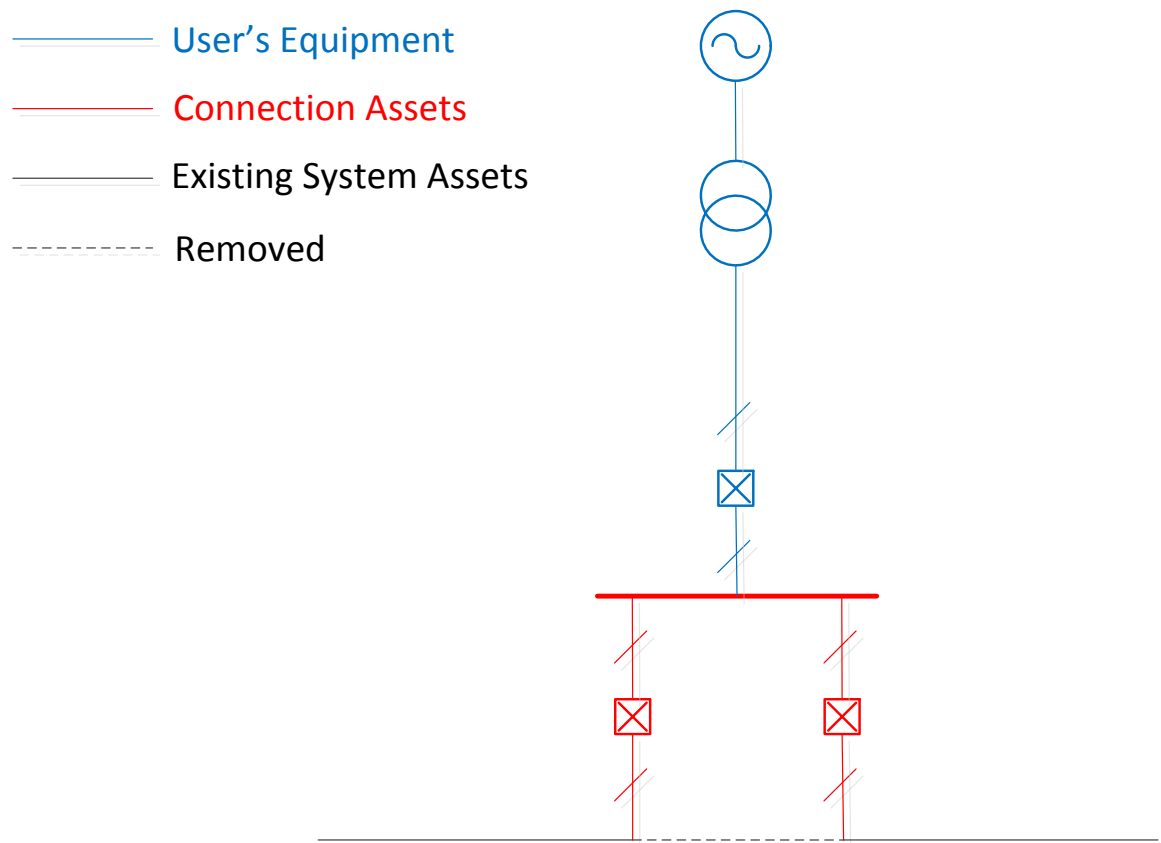 User’s Equipment
Connection Assets
Existing System Assets
Removed